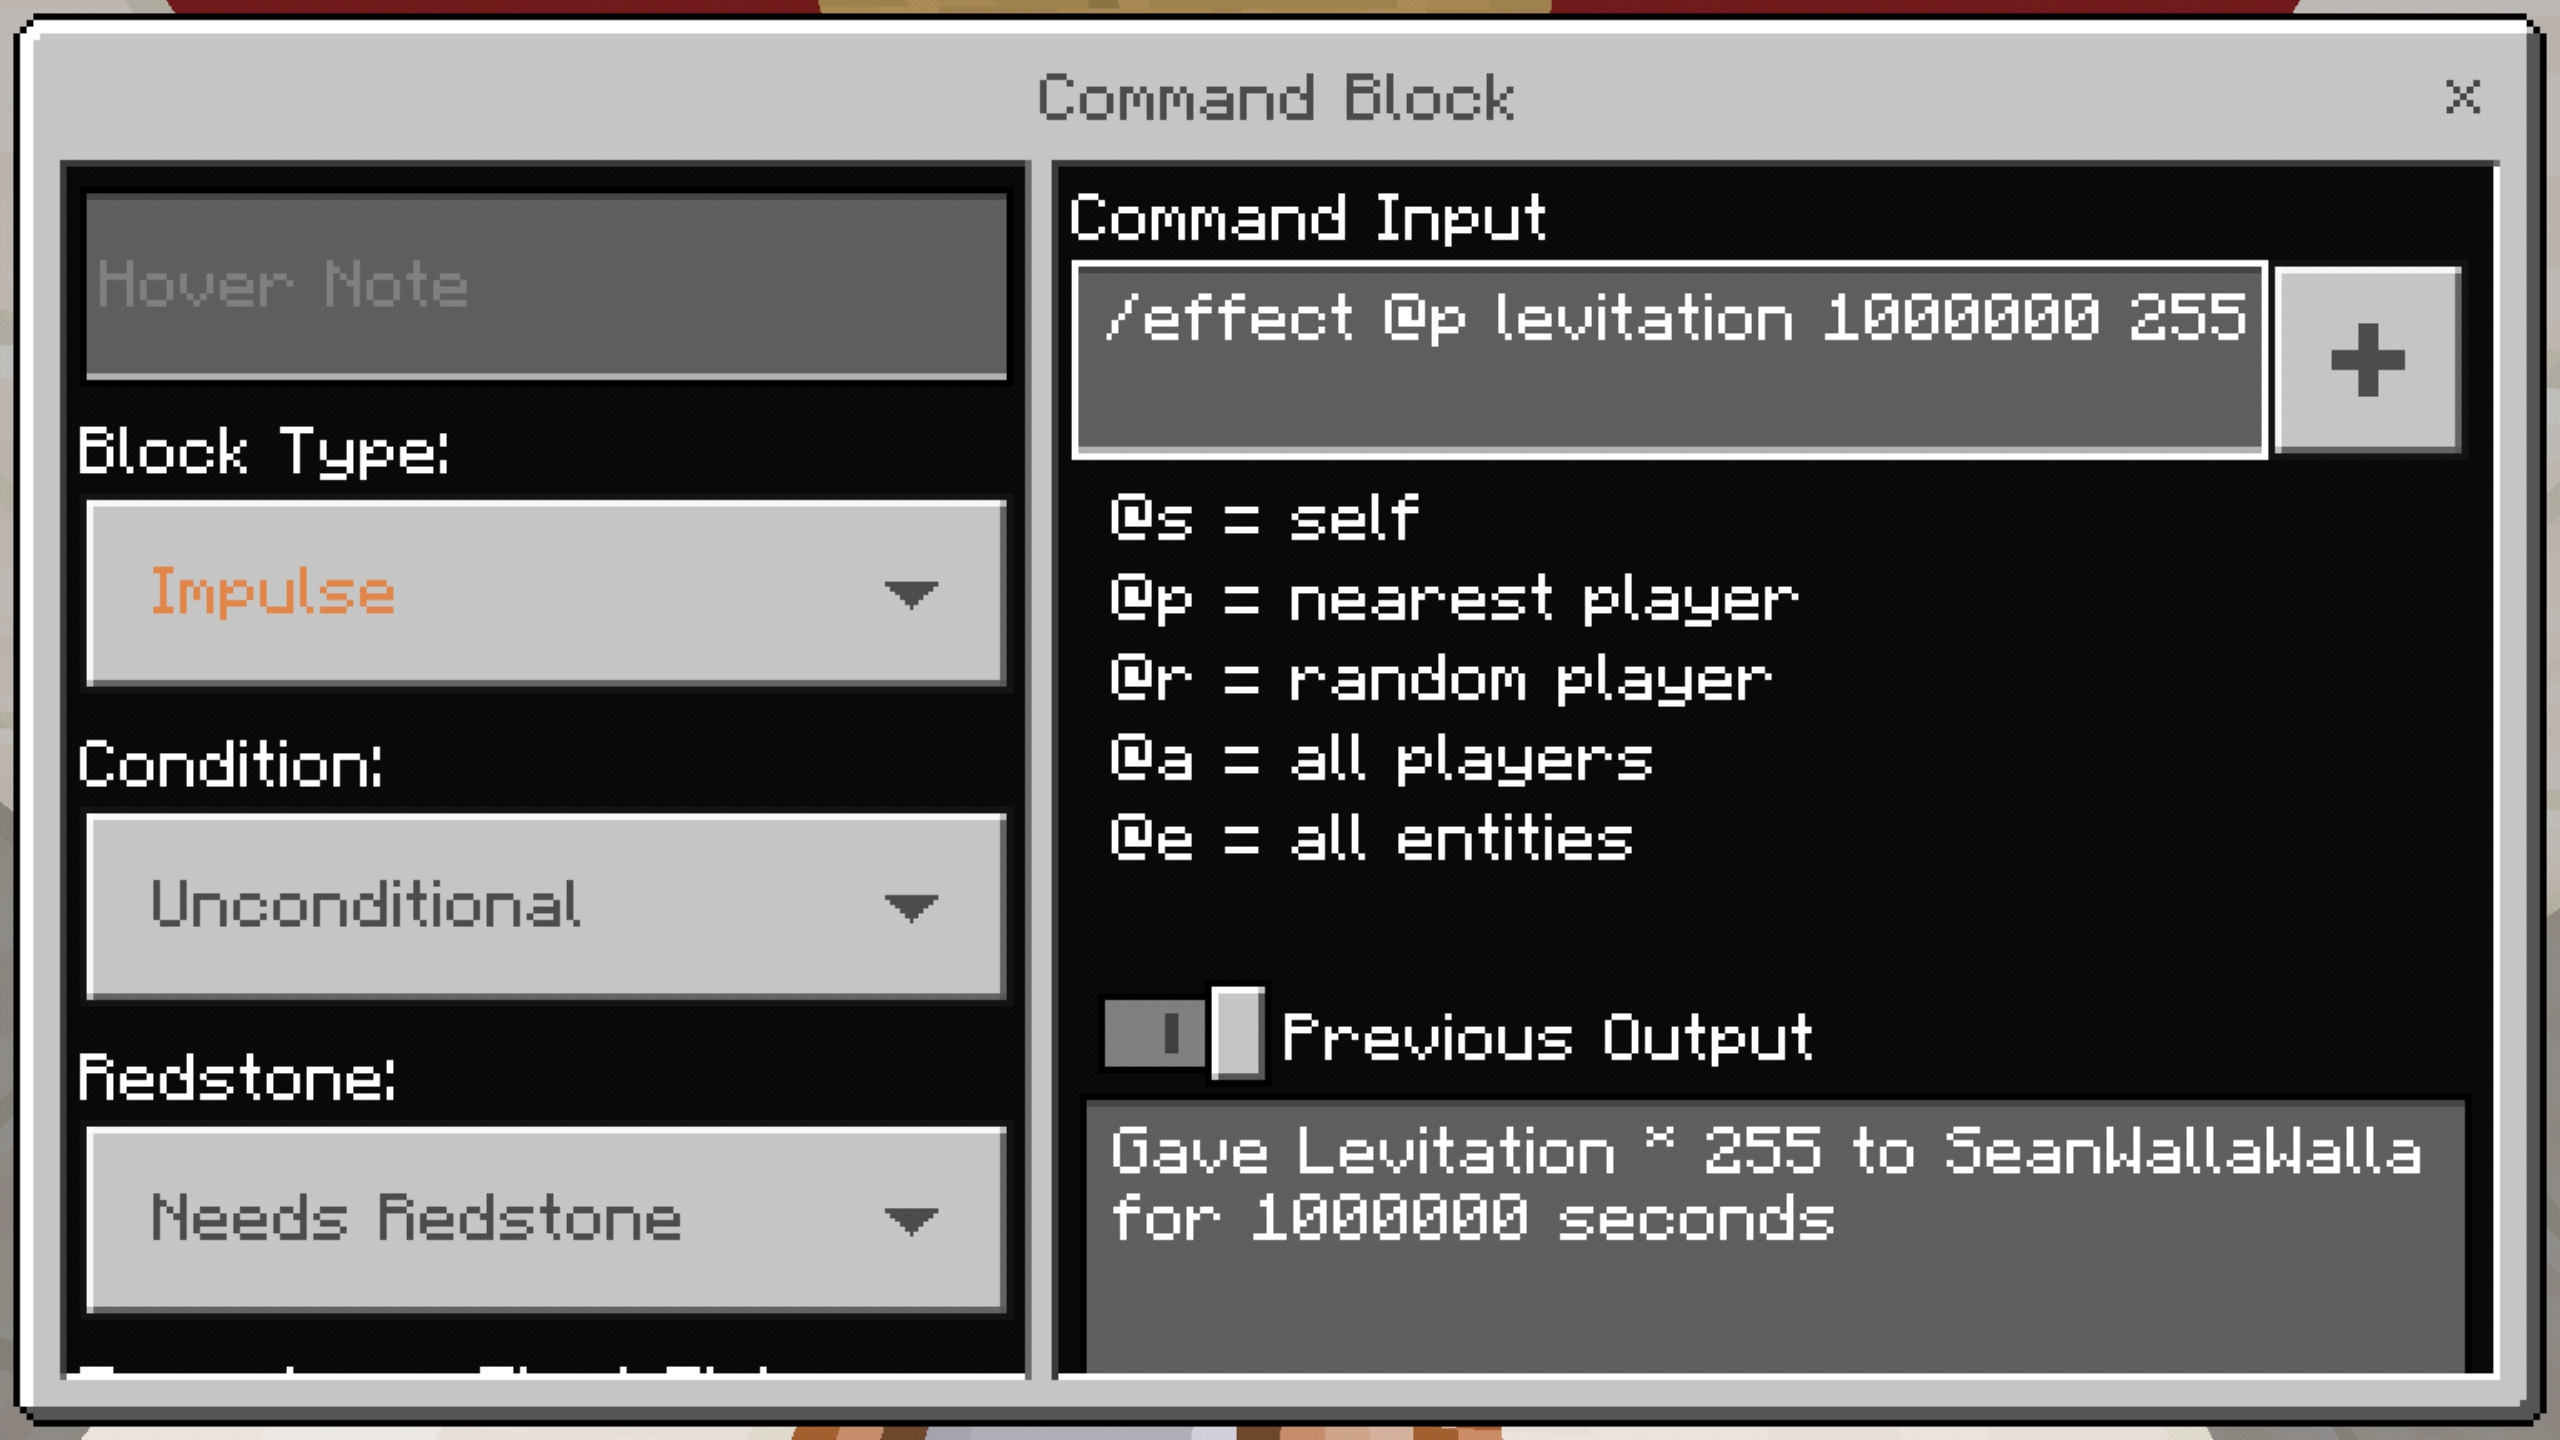 Command Block
Hover Note
Block Type:
Impulse
Condition:
Unconditional
Redstone:
Needs Redstone
Command Input
/effect @p levitation 1000000 255
@s = self
@p = nearest player
@r = random player
@a = all players
@e = all entities
Previous Output
Gave Levitation * 255 to SeanWallaWalla
for 1000000 seconds